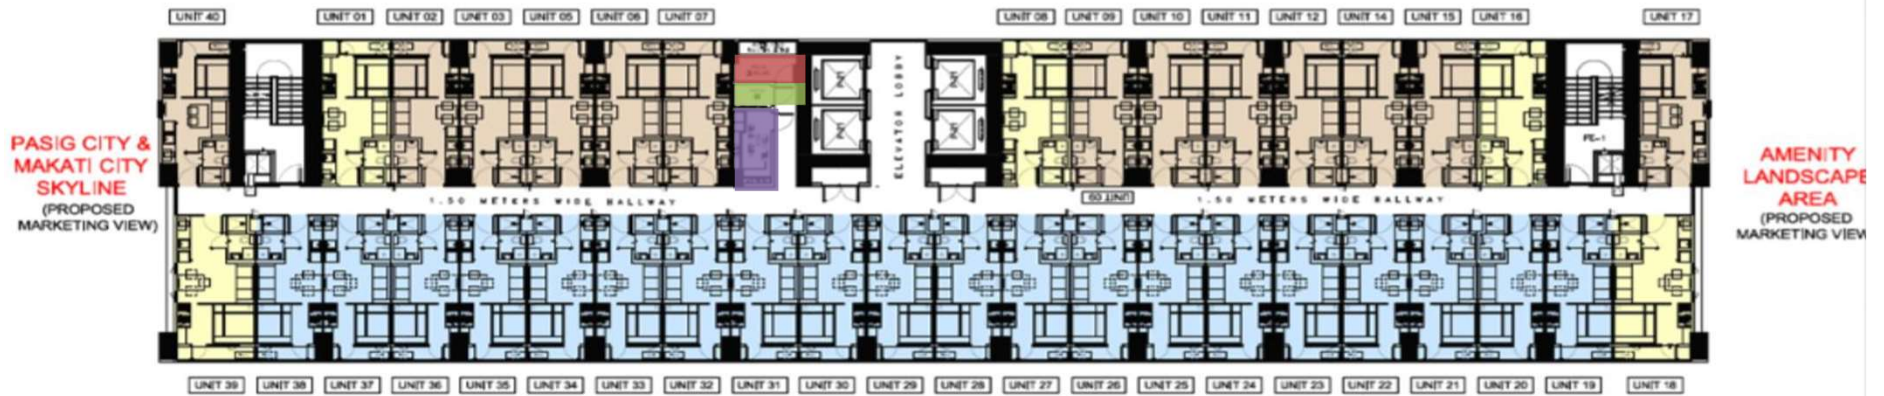 UNIT 40
UNIT 01
UNIT 02
UNIT 03
UNIT 05
UNIT 06
UNIT 07
UNIT 08
UNIT 09
UNIT 10
UNIT 11
UNIT 12
UNIT 14
UNIT 15
UNIT 16
UNIT 17
ELEVATOR LOBBY
FE-1
PASIG CITY &
MAKATI CITY
SKYLINE
(PROPOSED
MARKETING VIEW)
AMENITY
LANDSCAPE
AREA
(PROPOSED
MARKETING VIEW
UNIT 09
1.50 METERS WIDE HALLWAY
1.50 METERS WIDE HALLWAY
UNIT 39
UNIT 38
UNIT 37
UNIT 36
UNIT 35
UNIT 34
UNIT 33
UNIT 32
UNIT 31
UNIT 30
UNIT 29
UNIT 28
UNIT 27
UNIT 26
UNIT 25
UNIT 24
UNIT 23
UNIT 22
UNIT 21
UNIT 20
UNIT 19
UNIT 18